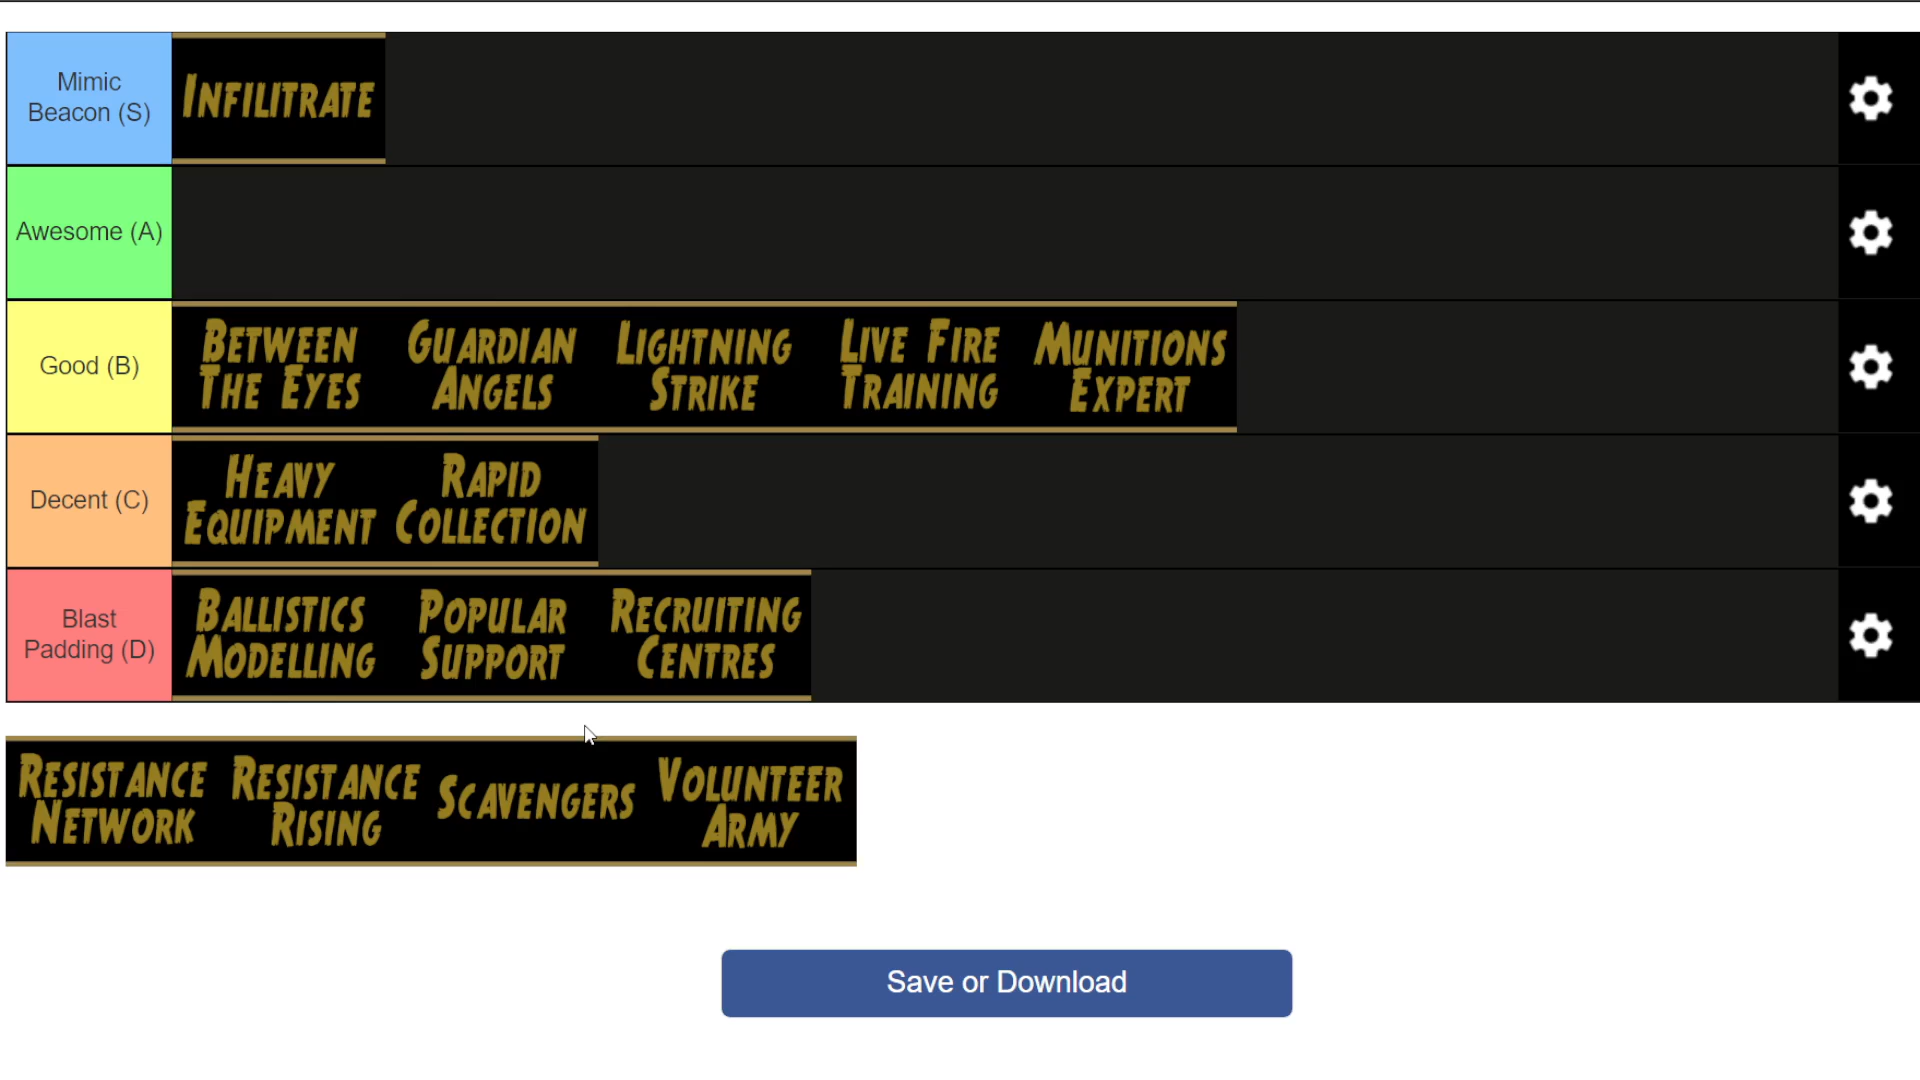 Mimic
Beacon (S)
INFILITRATE
Awesome (A)
Good (B)
BETWEEN
THE EYES
GUARDIAN
ANGELS
LIGHTNING
STRIKE
LIVE FIRE
TRAINING
MUNITIONS
EXPERT
Decent (C)
HEAVY
EQUIPMENT
RAPID
COLLECTION
Blast
Padding (D)
BALLISTICS
MODELLING
POPULAR
SUPPORT
RECRUITING
CENTRES
RESISTANCE
NETWORK
RESISTANCE
RISING
SCAVENGERS
VOLUNTEER
ARMY
Save or Download